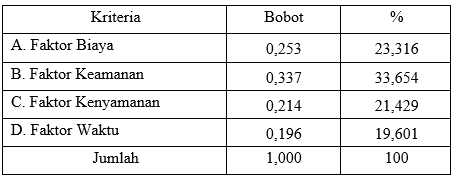 Kriteria Bobot %
A. Faktor Biaya 0,253 23,316
B. Faktor Keamanan 0,337 33,654
C. Faktor Kenyamanan 0,214 21,429
D. Faktor Waktu 0,196 19,601
Jumlah 1,000 100